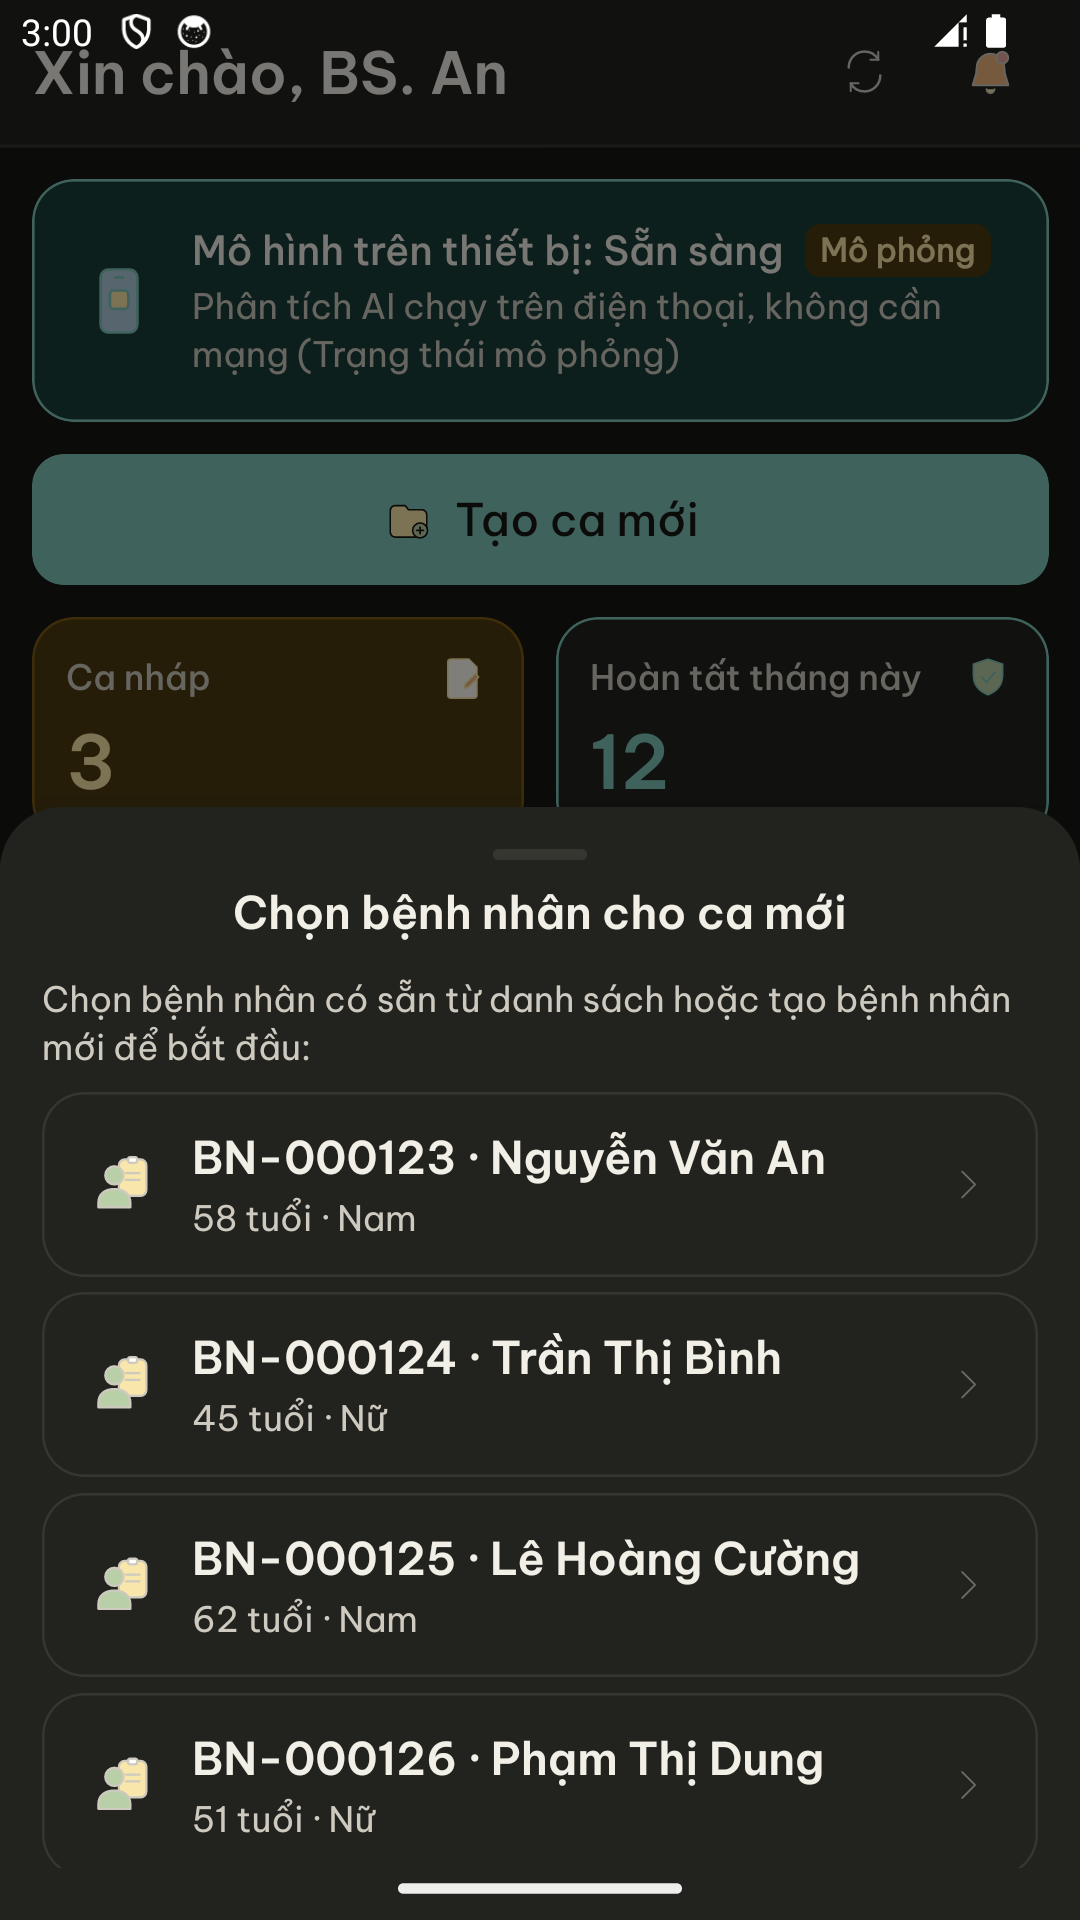 3:00
Xin chào, BS. An
Mô hình trên thiết bị: Sẵn sàng
Mô phỏng
Phân tích AI chạy trên điện thoại, không cần
mạng (Trạng thái mô phỏng)
Tạo ca mới
Ca nháp
3
Hoàn tất tháng này
12
Chọn bệnh nhân cho ca mới
Chọn bệnh nhân có sẵn từ danh sách hoặc tạo bệnh nhân
mới để bắt đầu:
BN-000123 · Nguyễn Văn An
58 tuổi · Nam
BN-000124 · Trần Thị Bình
45 tuổi · Nữ
BN-000125 · Lê Hoàng Cường
62 tuổi · Nam
BN-000126 · Phạm Thị Dung
51 tuổi · Nữ